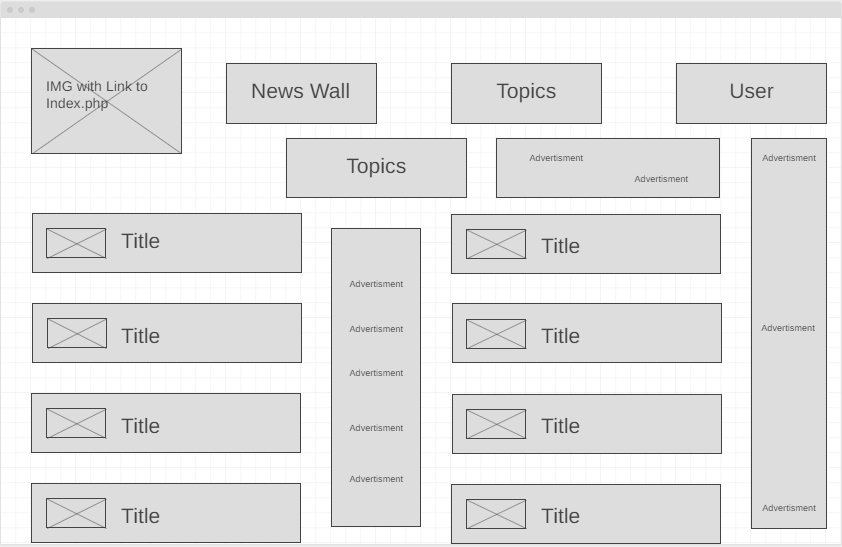 IMG with Link to
Index.php
News Wall
Topics
User
Topics
Advertisment
Advertisment
Advertisment
Title
Title
Advertisment
Advertisment
Title
Title
Advertisment
Advertisment
Title
Title
Advertisment
Advertisment
Title
Title
Advertisment